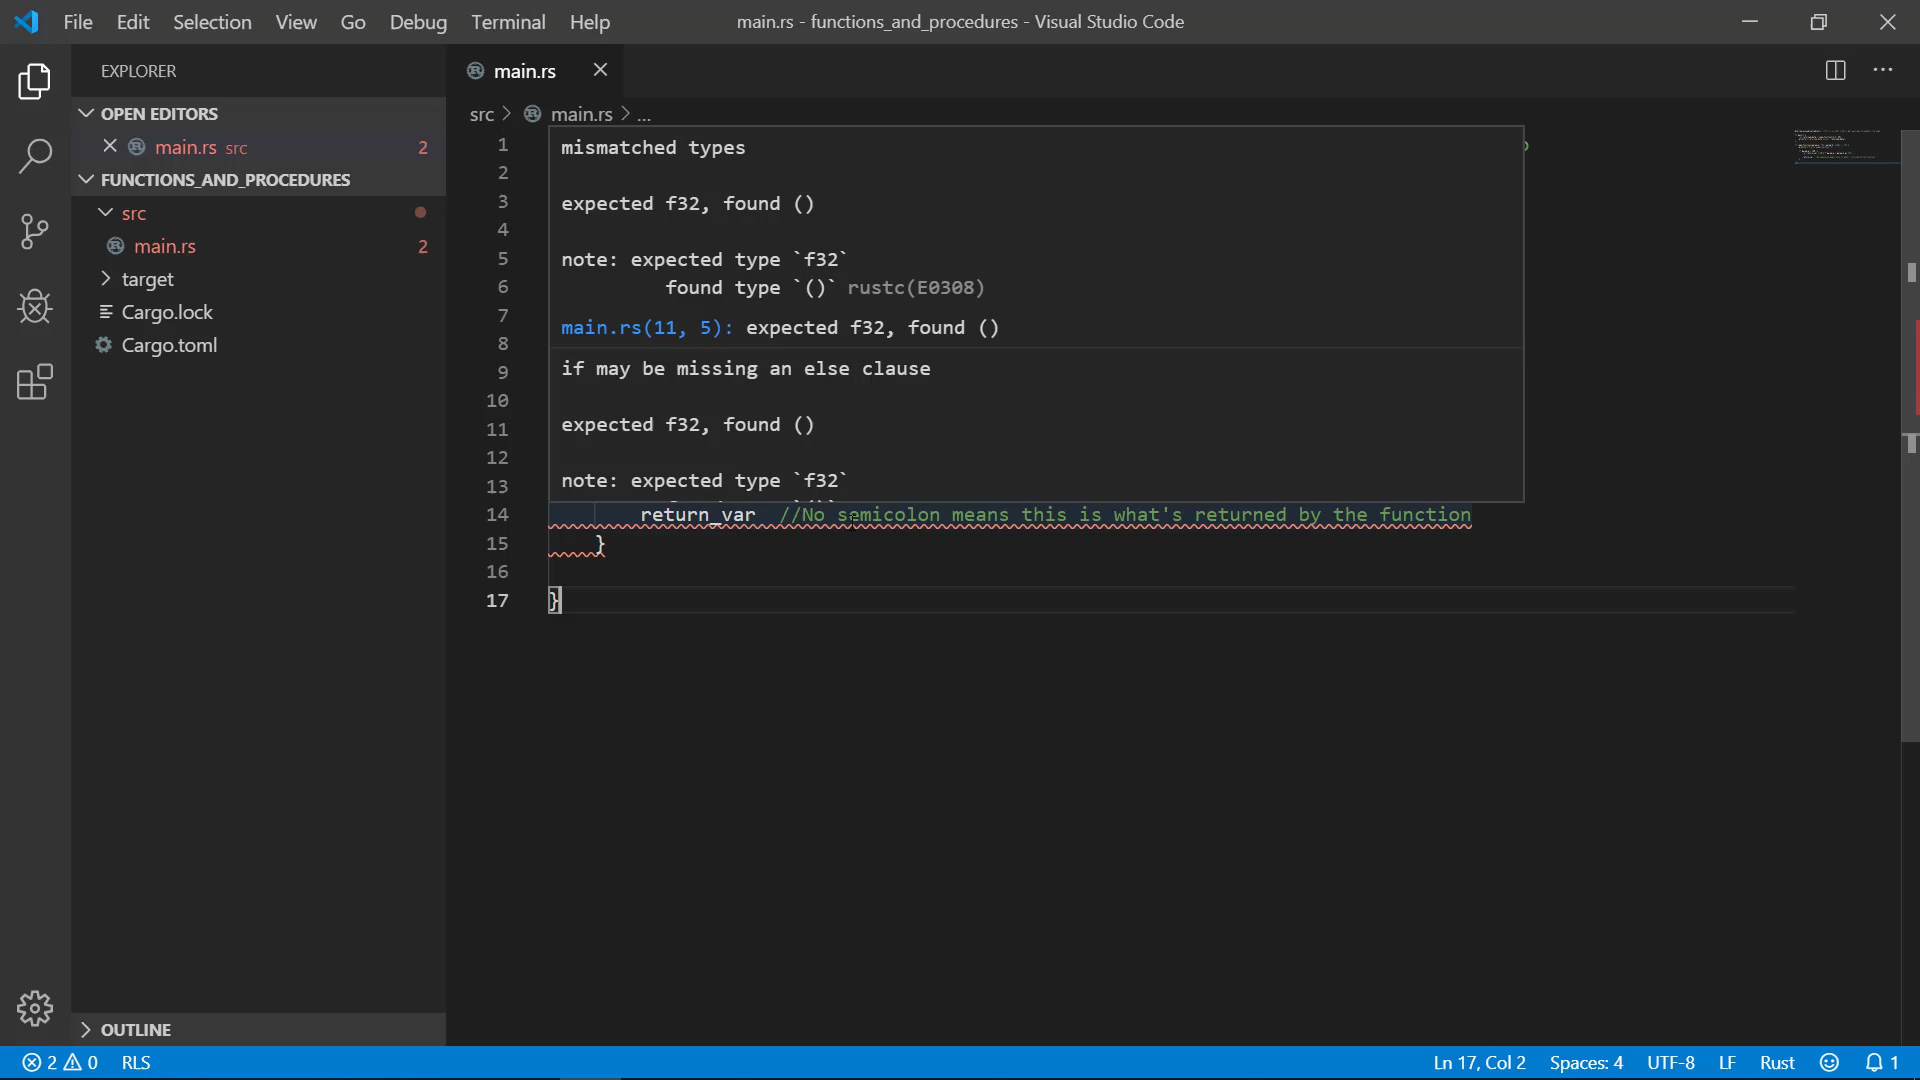 File Edit Selection View Go Debug Terminal Help
main.rs - functions_and_procedures - Visual Studio Code
EXPLORER
OPEN EDITORS
main.rs src 2
FUNCTIONS_AND_PROCEDURES
src
main.rs 2
target
Cargo.lock
Cargo.toml
OUTLINE
main.rs
src > main.rs > ...
1
2
3
4
5
6
7
8
9
10
11
12
13
mismatched types
expected f32, found ()
note: expected type `f32`
found type `()` rustc(E0308)
main.rs(11, 5): expected f32, found ()
if may be missing an else clause
expected f32, found ()
note: expected type `f32`
14 return_var //No semicolon means this is what's returned by the function
15 }
16
17 }
2 0 RLS
Ln 17, Col 2 Spaces: 4 UTF-8 LF Rust 1